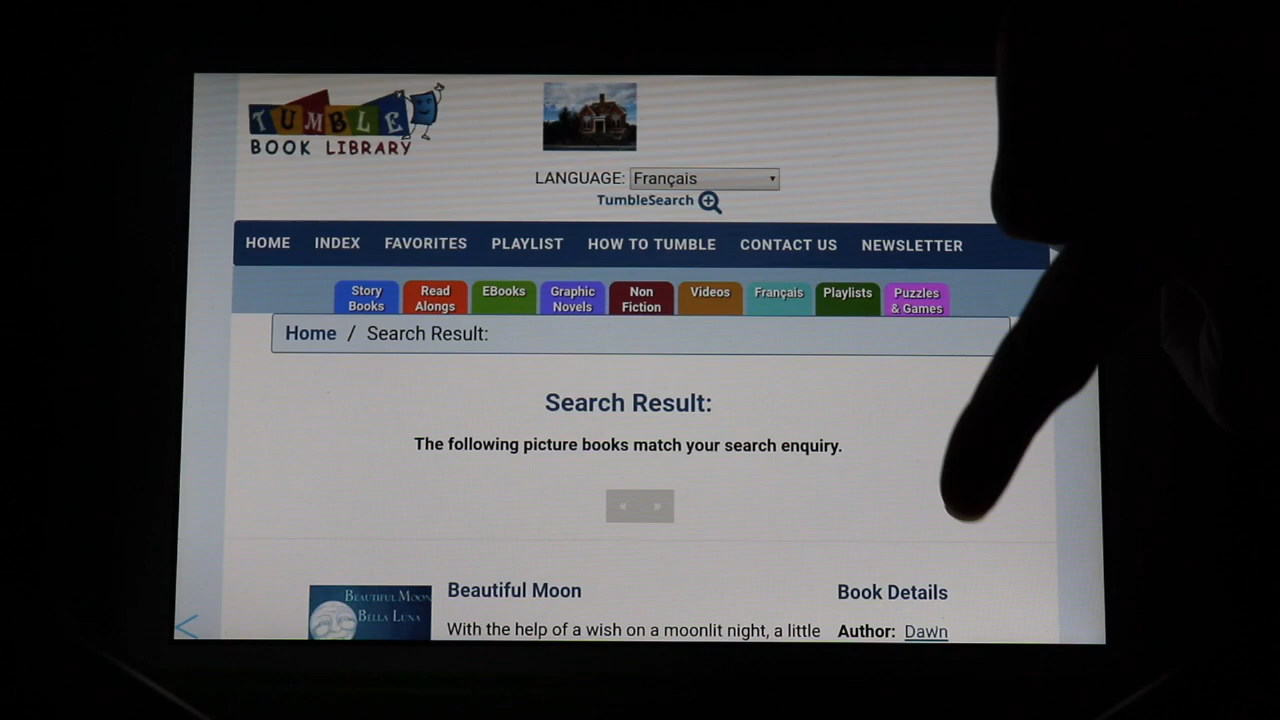 TUMBLE
BOOK LIBRARY
LANGUAGE: Français
TumbleSearch
HOME INDEX FAVORITES PLAYLIST HOW TO TUMBLE CONTACT US NEWSLETTER
Story Books Read Alongs EBooks Graphic Novels Non Fiction Videos Français Playlists Puzzles & Games
Home / Search Result:
Search Result:
The following picture books match your search enquiry.
« »
BEAUTIFUL MOON
BELLA LUNA
Beautiful Moon
Book Details
With the help of a wish on a moonlit night, a little
Author: Dawn